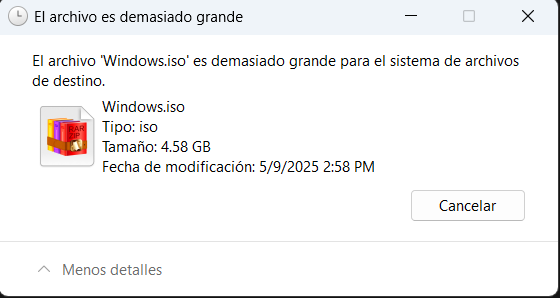 El archivo es demasiado grande
El archivo 'Windows.iso' es demasiado grande para el sistema de archivos
de destino.
Windows.iso
Tipo: iso
Tamaño: 4.58 GB
Fecha de modificación: 5/9/2025 2:58 PM
Cancelar
Menos detalles